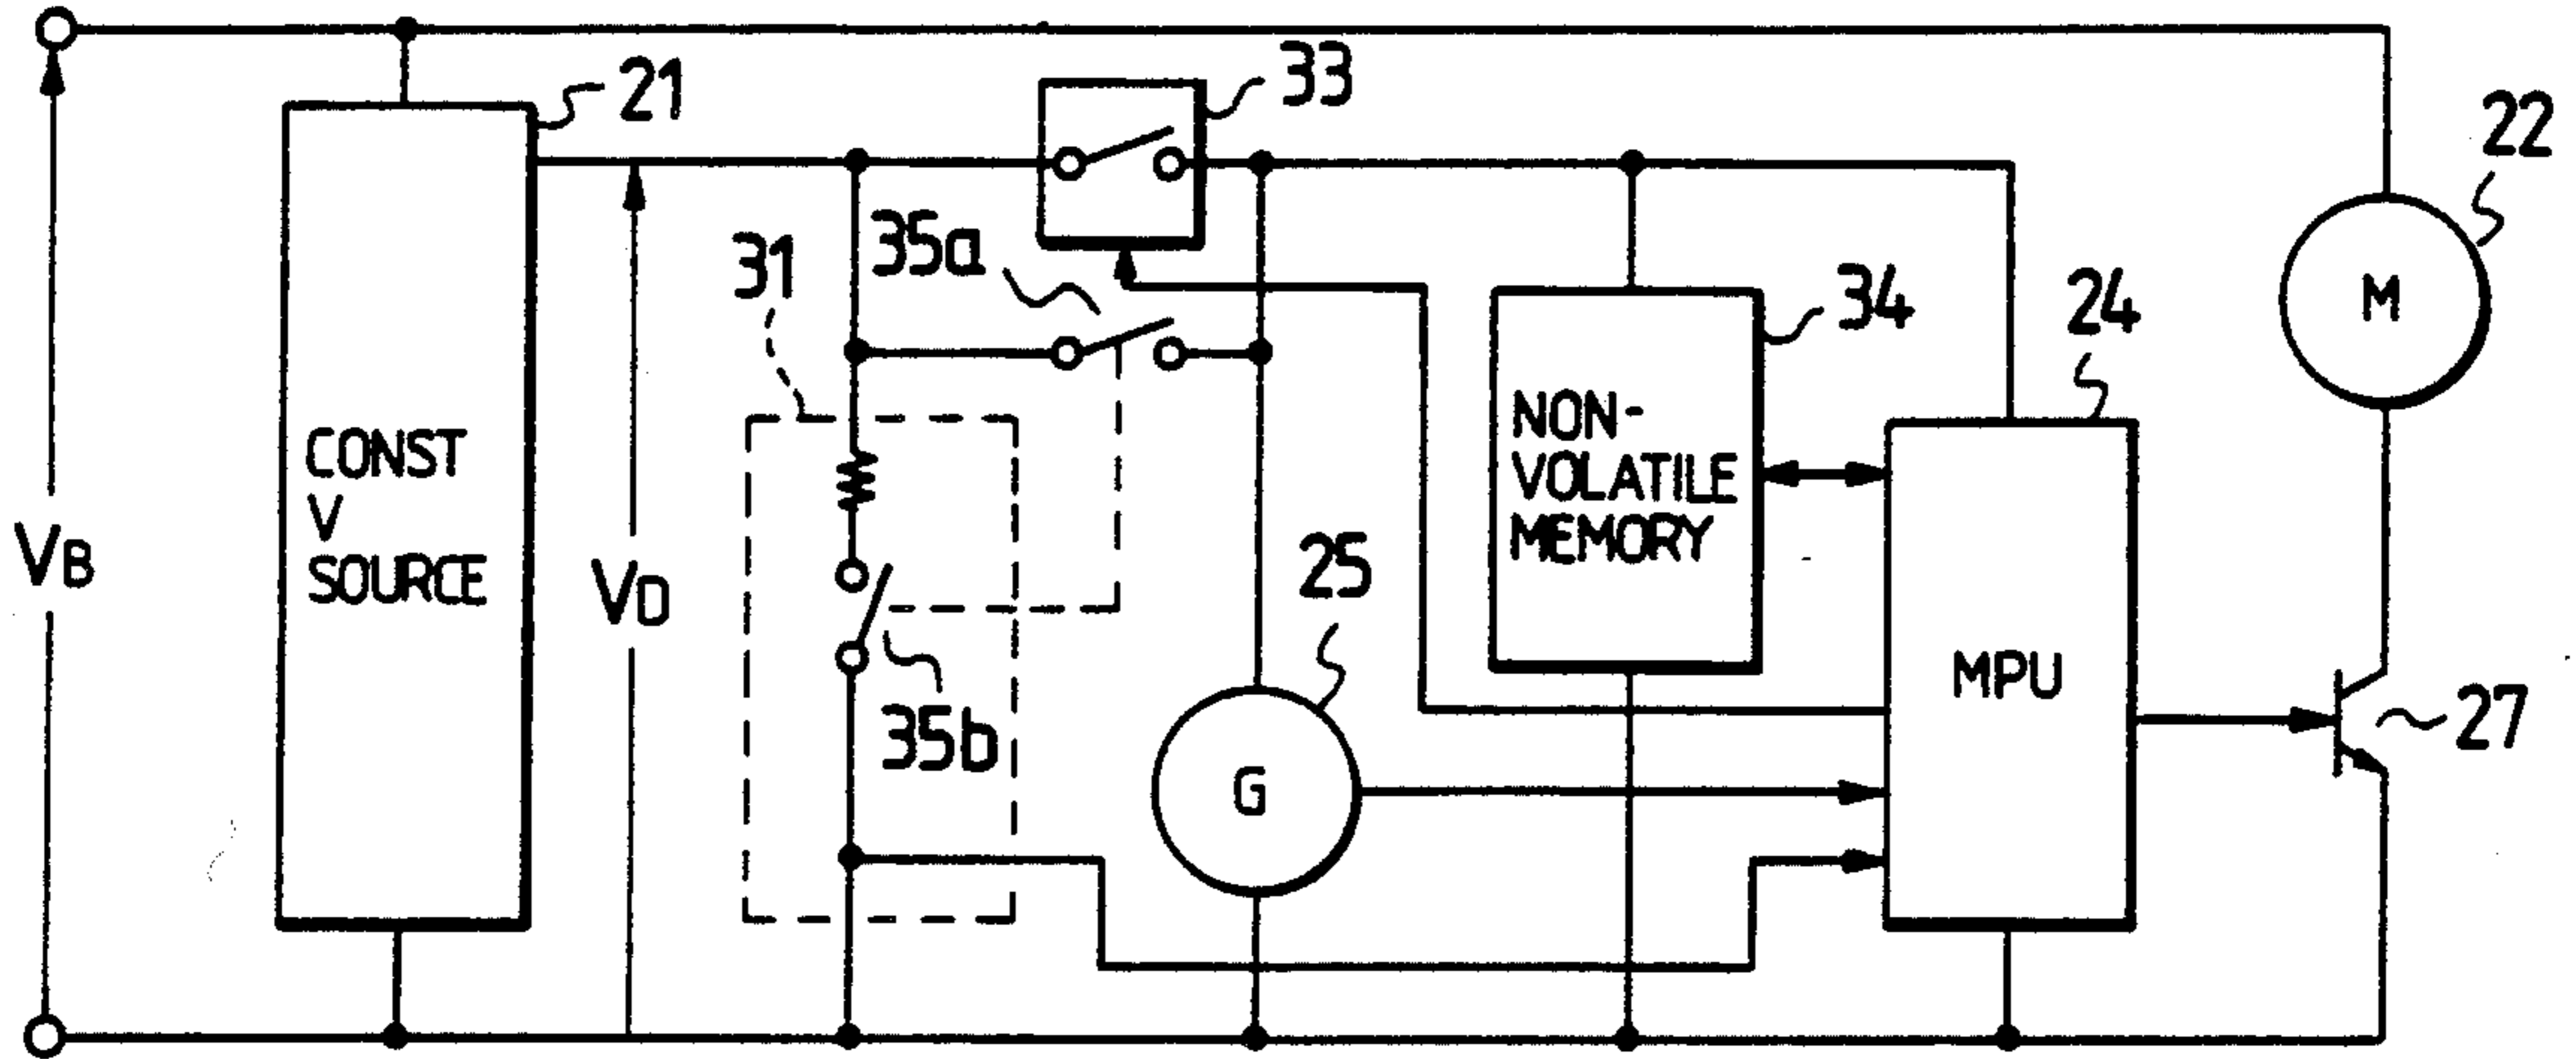 21
33
22
35a
31
34
24
M
CONST
V
SOURCE
NON-
VOLATILE
MEMORY
VB
VD
25
MPU
35b
27
G